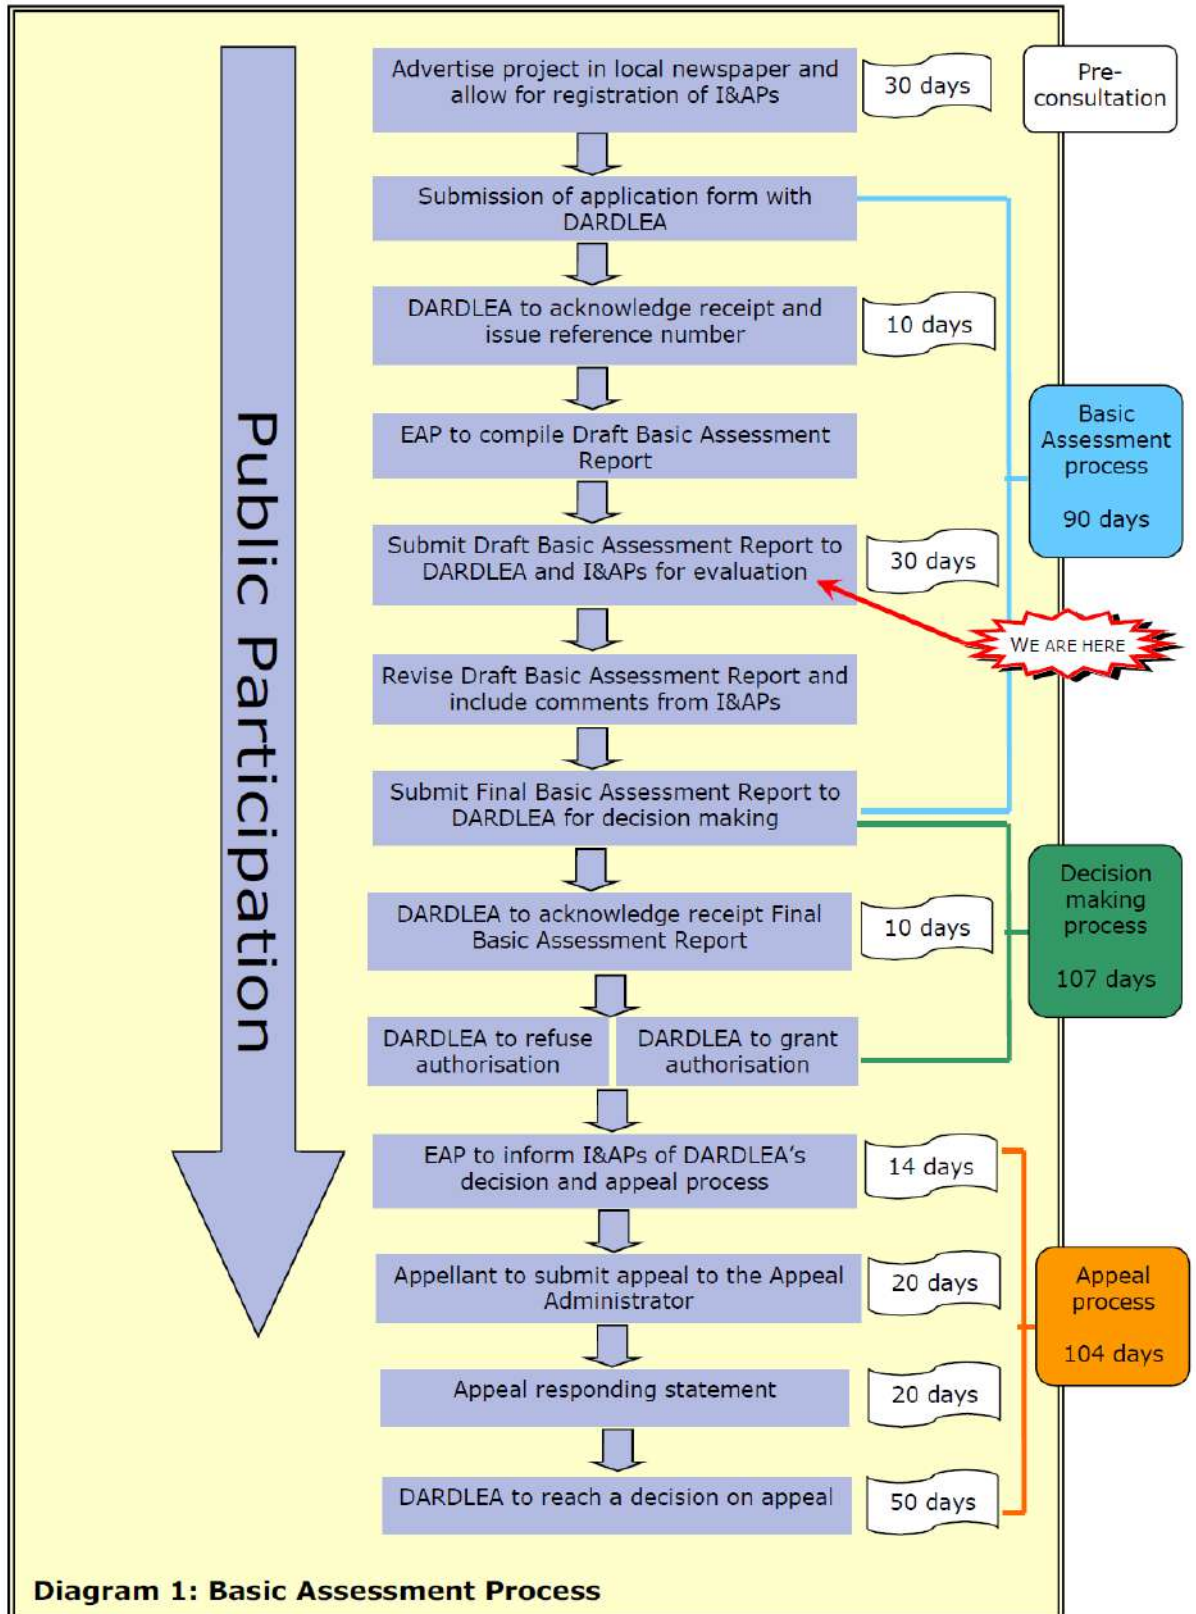 Public Participation
Advertise project in local newspaper and
allow for registration of I&APs
30 days
Pre-
consultation
Submission of application form with
DARDLEA
DARDLEA to acknowledge receipt and
issue reference number
10 days
EAP to compile Draft Basic Assessment
Report
Basic
Assessment
process
90 days
Submit Draft Basic Assessment Report to
DARDLEA and I&APs for evaluation
30 days
WE ARE HERE
Revise Draft Basic Assessment Report and
include comments from I&APs
Submit Final Basic Assessment Report to
DARDLEA for decision making
DARDLEA to acknowledge receipt Final
Basic Assessment Report
10 days
Decision
making
process
107 days
DARDLEA to refuse
authorisation
DARDLEA to grant
authorisation
EAP to inform I&APs of DARDLEA's
decision and appeal process
14 days
Appellant to submit appeal to the Appeal
Administrator
20 days
Appeal
process
104 days
Appeal responding statement
20 days
DARDLEA to reach a decision on appeal
50 days
Diagram 1: Basic Assessment Process